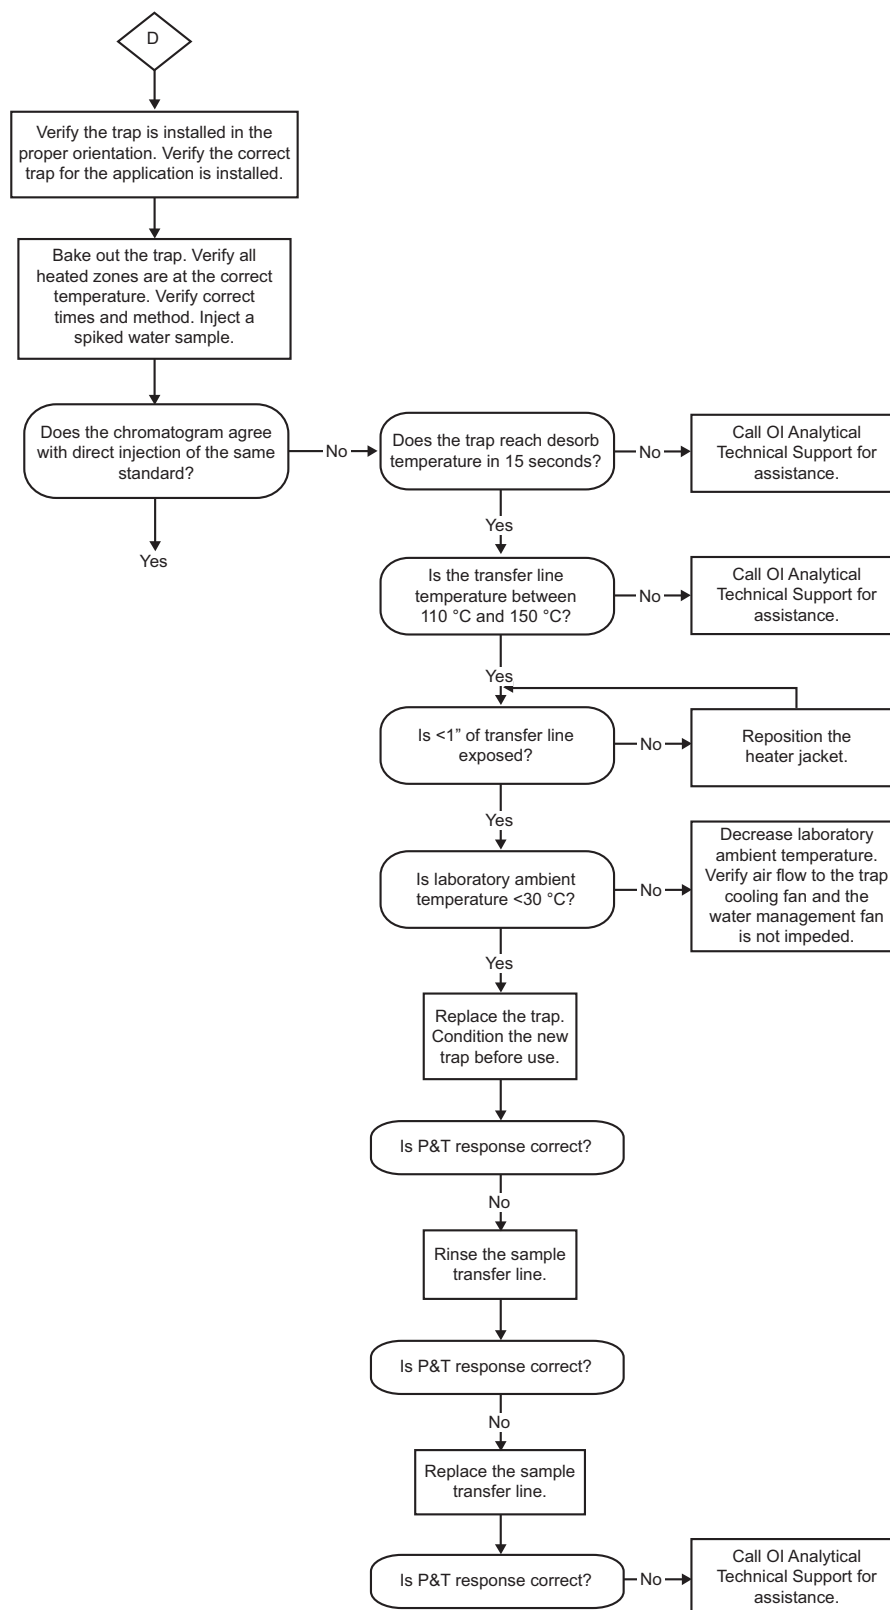 D
Verify the trap is installed in the
proper orientation. Verify the correct
trap for the application is installed.
Bake out the trap. Verify all
heated zones are at the correct
temperature. Verify correct
times and method. Inject a
spiked water sample.
Does the chromatogram agree
with direct injection of the same
standard?
No
Does the trap reach desorb
temperature in 15 seconds?
No
Call OI Analytical
Technical Support for
assistance.
Yes
Yes
Is the transfer line
temperature between
110 °C and 150 °C?
No
Call OI Analytical
Technical Support for
assistance.
Yes
Is <1” of transfer line
exposed?
No
Reposition the
heater jacket.
Yes
Is laboratory ambient
temperature <30 °C?
No
Decrease laboratory
ambient temperature.
Verify air flow to the trap
cooling fan and the
water management fan
is not impeded.
Yes
Replace the trap.
Condition the new
trap before use.
Is P&T response correct?
No
Rinse the sample
transfer line.
Is P&T response correct?
No
Replace the sample
transfer line.
Is P&T response correct?
No
Call OI Analytical
Technical Support for
assistance.